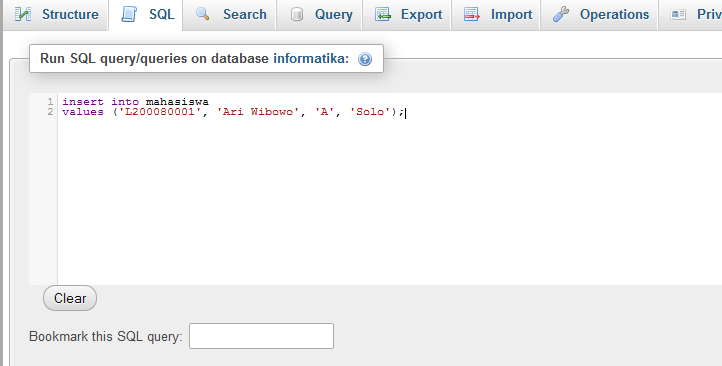 Structure SQL Search Query Export Import Operations Priv
Run SQL query/queries on database informatika:
1 insert into mahasiswa
2 values ('L200080001', 'Ari Wibowo', 'A', 'Solo');
Clear
Bookmark this SQL query: